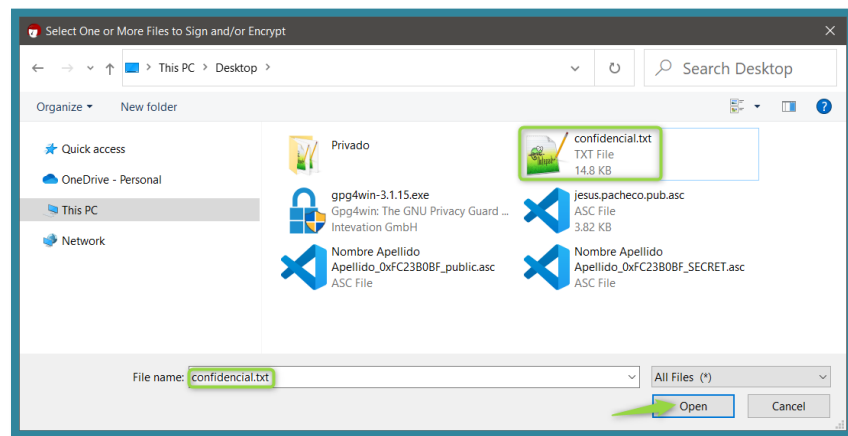 Select One or More Files to Sign and/or Encrypt
This PC > Desktop >
Search Desktop
Organize
New folder
Quick access
OneDrive - Personal
This PC
Network
Privado
confidencial.txt
TXT File
14.8 KB
gpg4win-3.1.15.exe
Gpg4win: The GNU Privacy Guard ...
Intevation GmbH
jesus.pacheco.pub.asc
ASC File
3.82 KB
Nombre Apellido
Apellido_0xFC23B0BF_public.asc
ASC File
Nombre Apellido
Apellido_0xFC23B0BF_SECRET.asc
ASC File
File name: confidencial.txt
All Files (*)
Open
Cancel